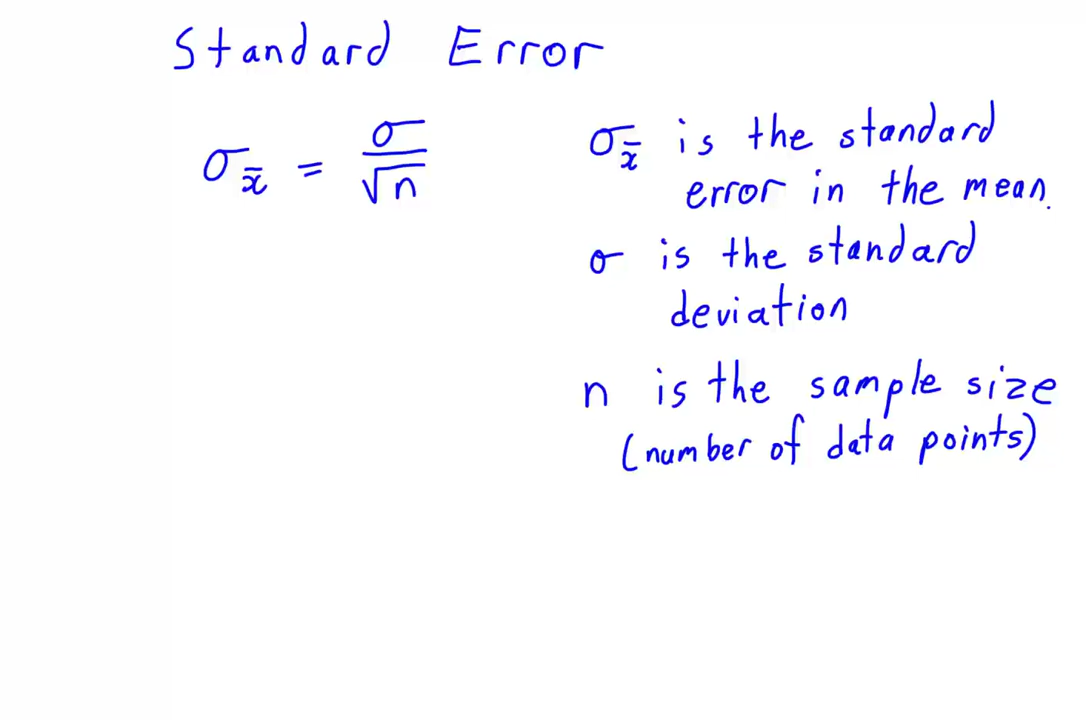 Standard Error
σx̄ = σ/√n
σx̄ is the standard
error in the mean.
σ is the standard
deviation
n is the sample size
(number of data points)